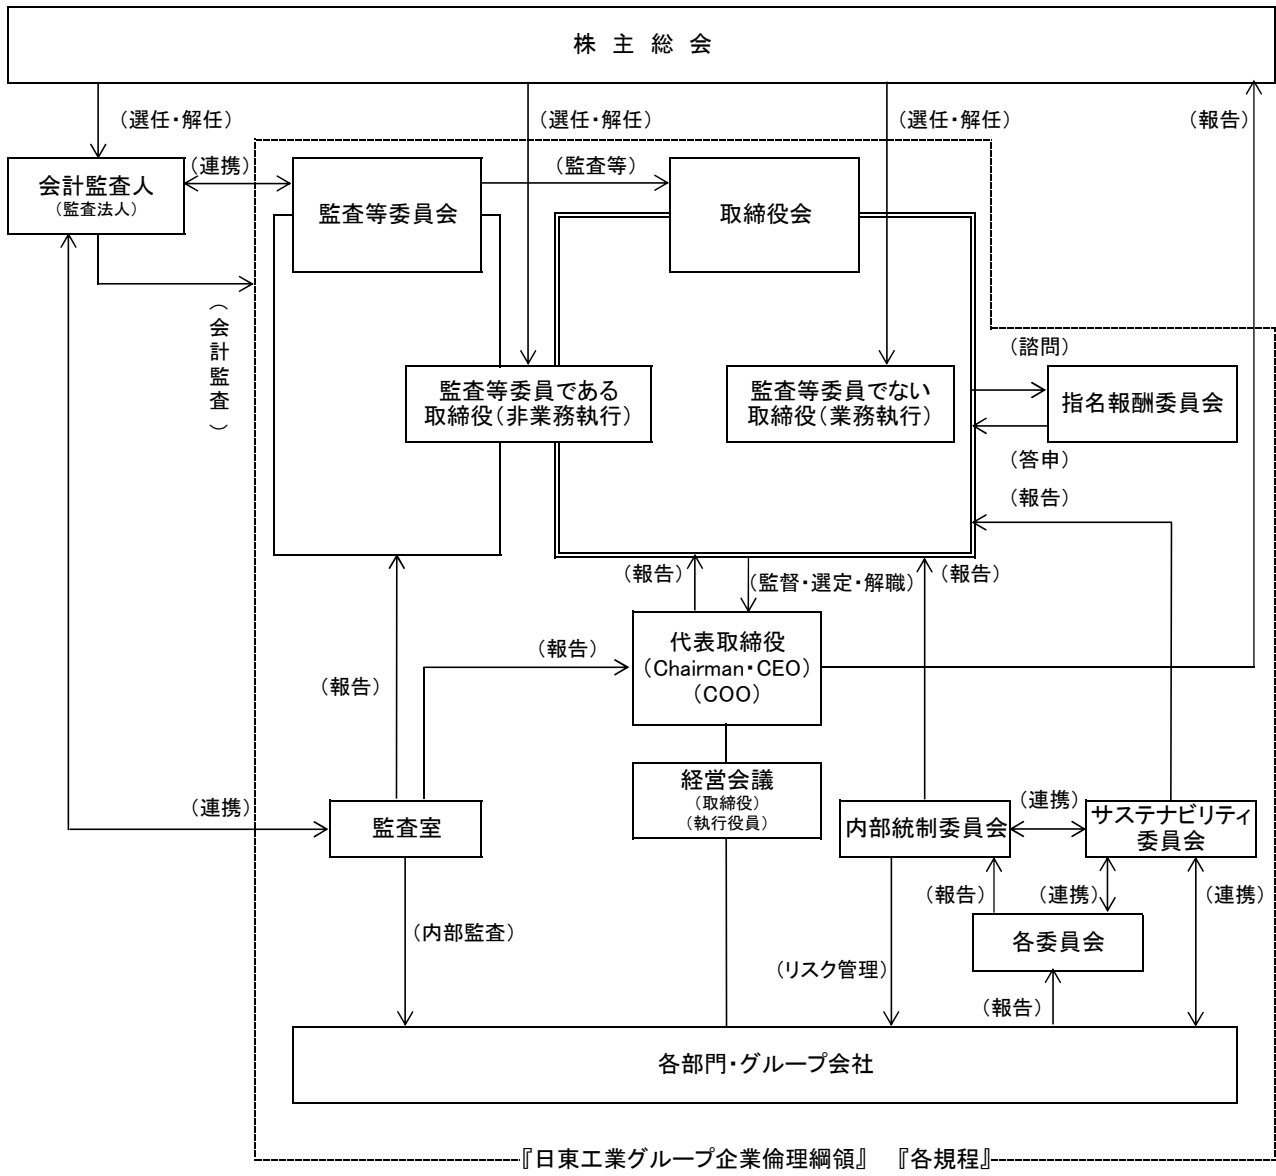 株 主 総 会
（選任・解任）
（選任・解任）
（選任・解任）
（報告）
会計監査人
（監査法人）
（連携）
監査等委員会
（監査等）
取締役会
（会計監査）
（諮問）
監査等委員である
取締役（非業務執行）
監査等委員でない
取締役（業務執行）
指名報酬委員会
（答申）
（報告）
（報告）
（監督・選定・解職）
（報告）
代表取締役
（Chairman・CEO）
（COO）
（報告）
（報告）
経営会議
（取締役）
（執行役員）
（連携）
監査室
内部統制委員会
（連携）
サステナビリティ
委員会
（報告）
（連携）
（連携）
（内部監査）
各委員会
（リスク管理）
（報告）
各部門・グループ会社
『日東工業グループ企業倫理綱領』　『各規程』